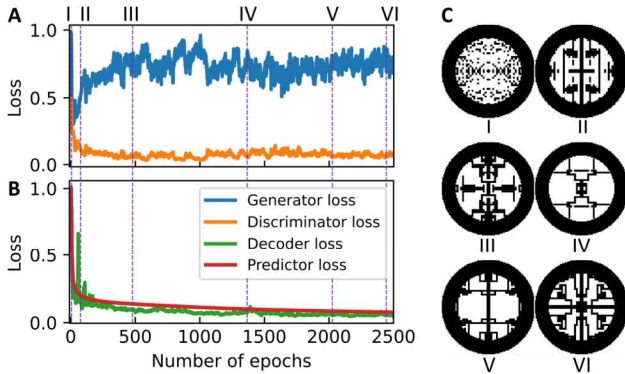 A
I II III IV V VI
1.0
0.5
0.0
Loss
B
1.0
0.5
0.0
Loss
Generator loss
Discriminator loss
Decoder loss
Predictor loss
0 500 1000 1500 2000 2500
Number of epochs
C
I II
III IV
V VI